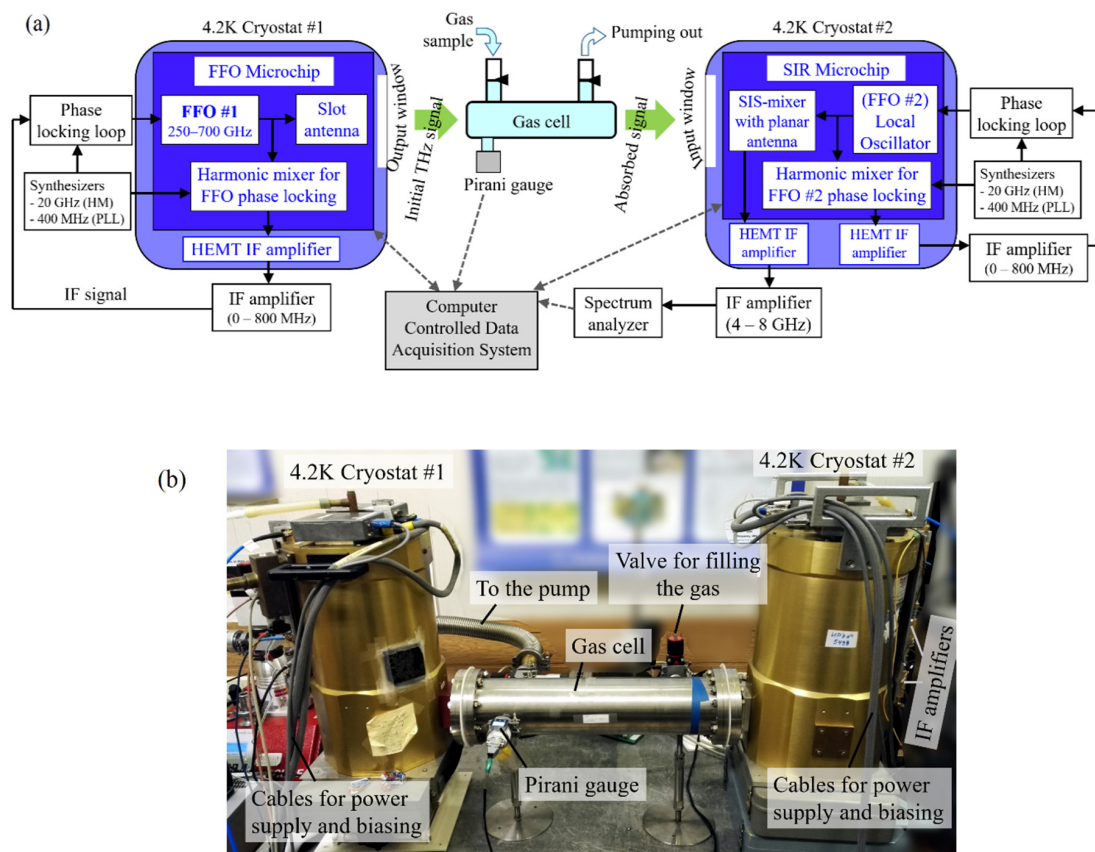 (a)
4.2K Cryostat #1
Gas
sample
Pumping out
4.2K Cryostat #2
FFO Microchip
FFO #1
250–700 GHz
Slot
antenna
Harmonic mixer for
FFO phase locking
HEMT IF amplifier
Phase
locking loop
Synthesizers
- 20 GHz (HM)
- 400 MHz (PLL)
IF signal
IF amplifier
(0 – 800 MHz)
Output window
Initial THz signal
Gas cell
Pirani gauge
Absorbed signal
Input window
SIR Microchip
SIS-mixer
with planar
antenna
(FFO #2)
Local
Oscillator
Harmonic mixer for
FFO #2 phase locking
HEMT IF
amplifier
HEMT IF
amplifier
Phase
locking loop
Synthesizers
- 20 GHz (HM)
- 400 MHz (PLL)
IF amplifier
(0 – 800 MHz)
Computer
Controlled Data
Acquisition System
Spectrum
analyzer
IF amplifier
(4 – 8 GHz)
(b)
4.2K Cryostat #1
4.2K Cryostat #2
Valve for filling
the gas
To the pump
Gas cell
IF amplifiers
Pirani gauge
Cables for power
supply and biasing
Cables for power
supply and biasing